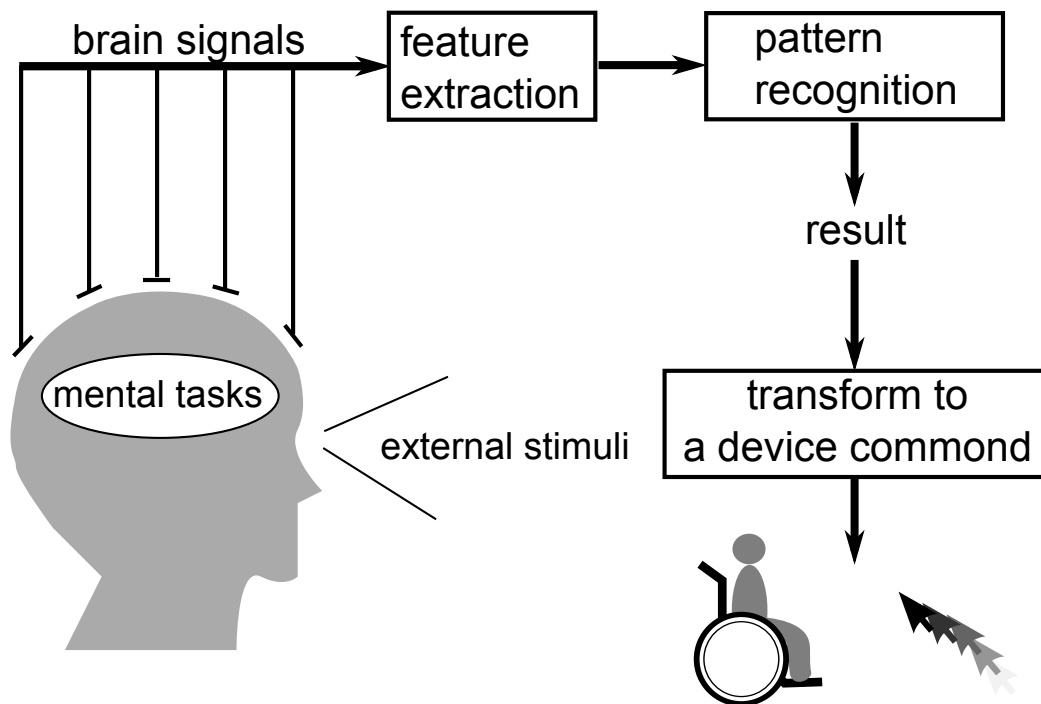 brain signals
feature
extraction
pattern
recognition
result
mental tasks
external stimuli
transform to
a device commond